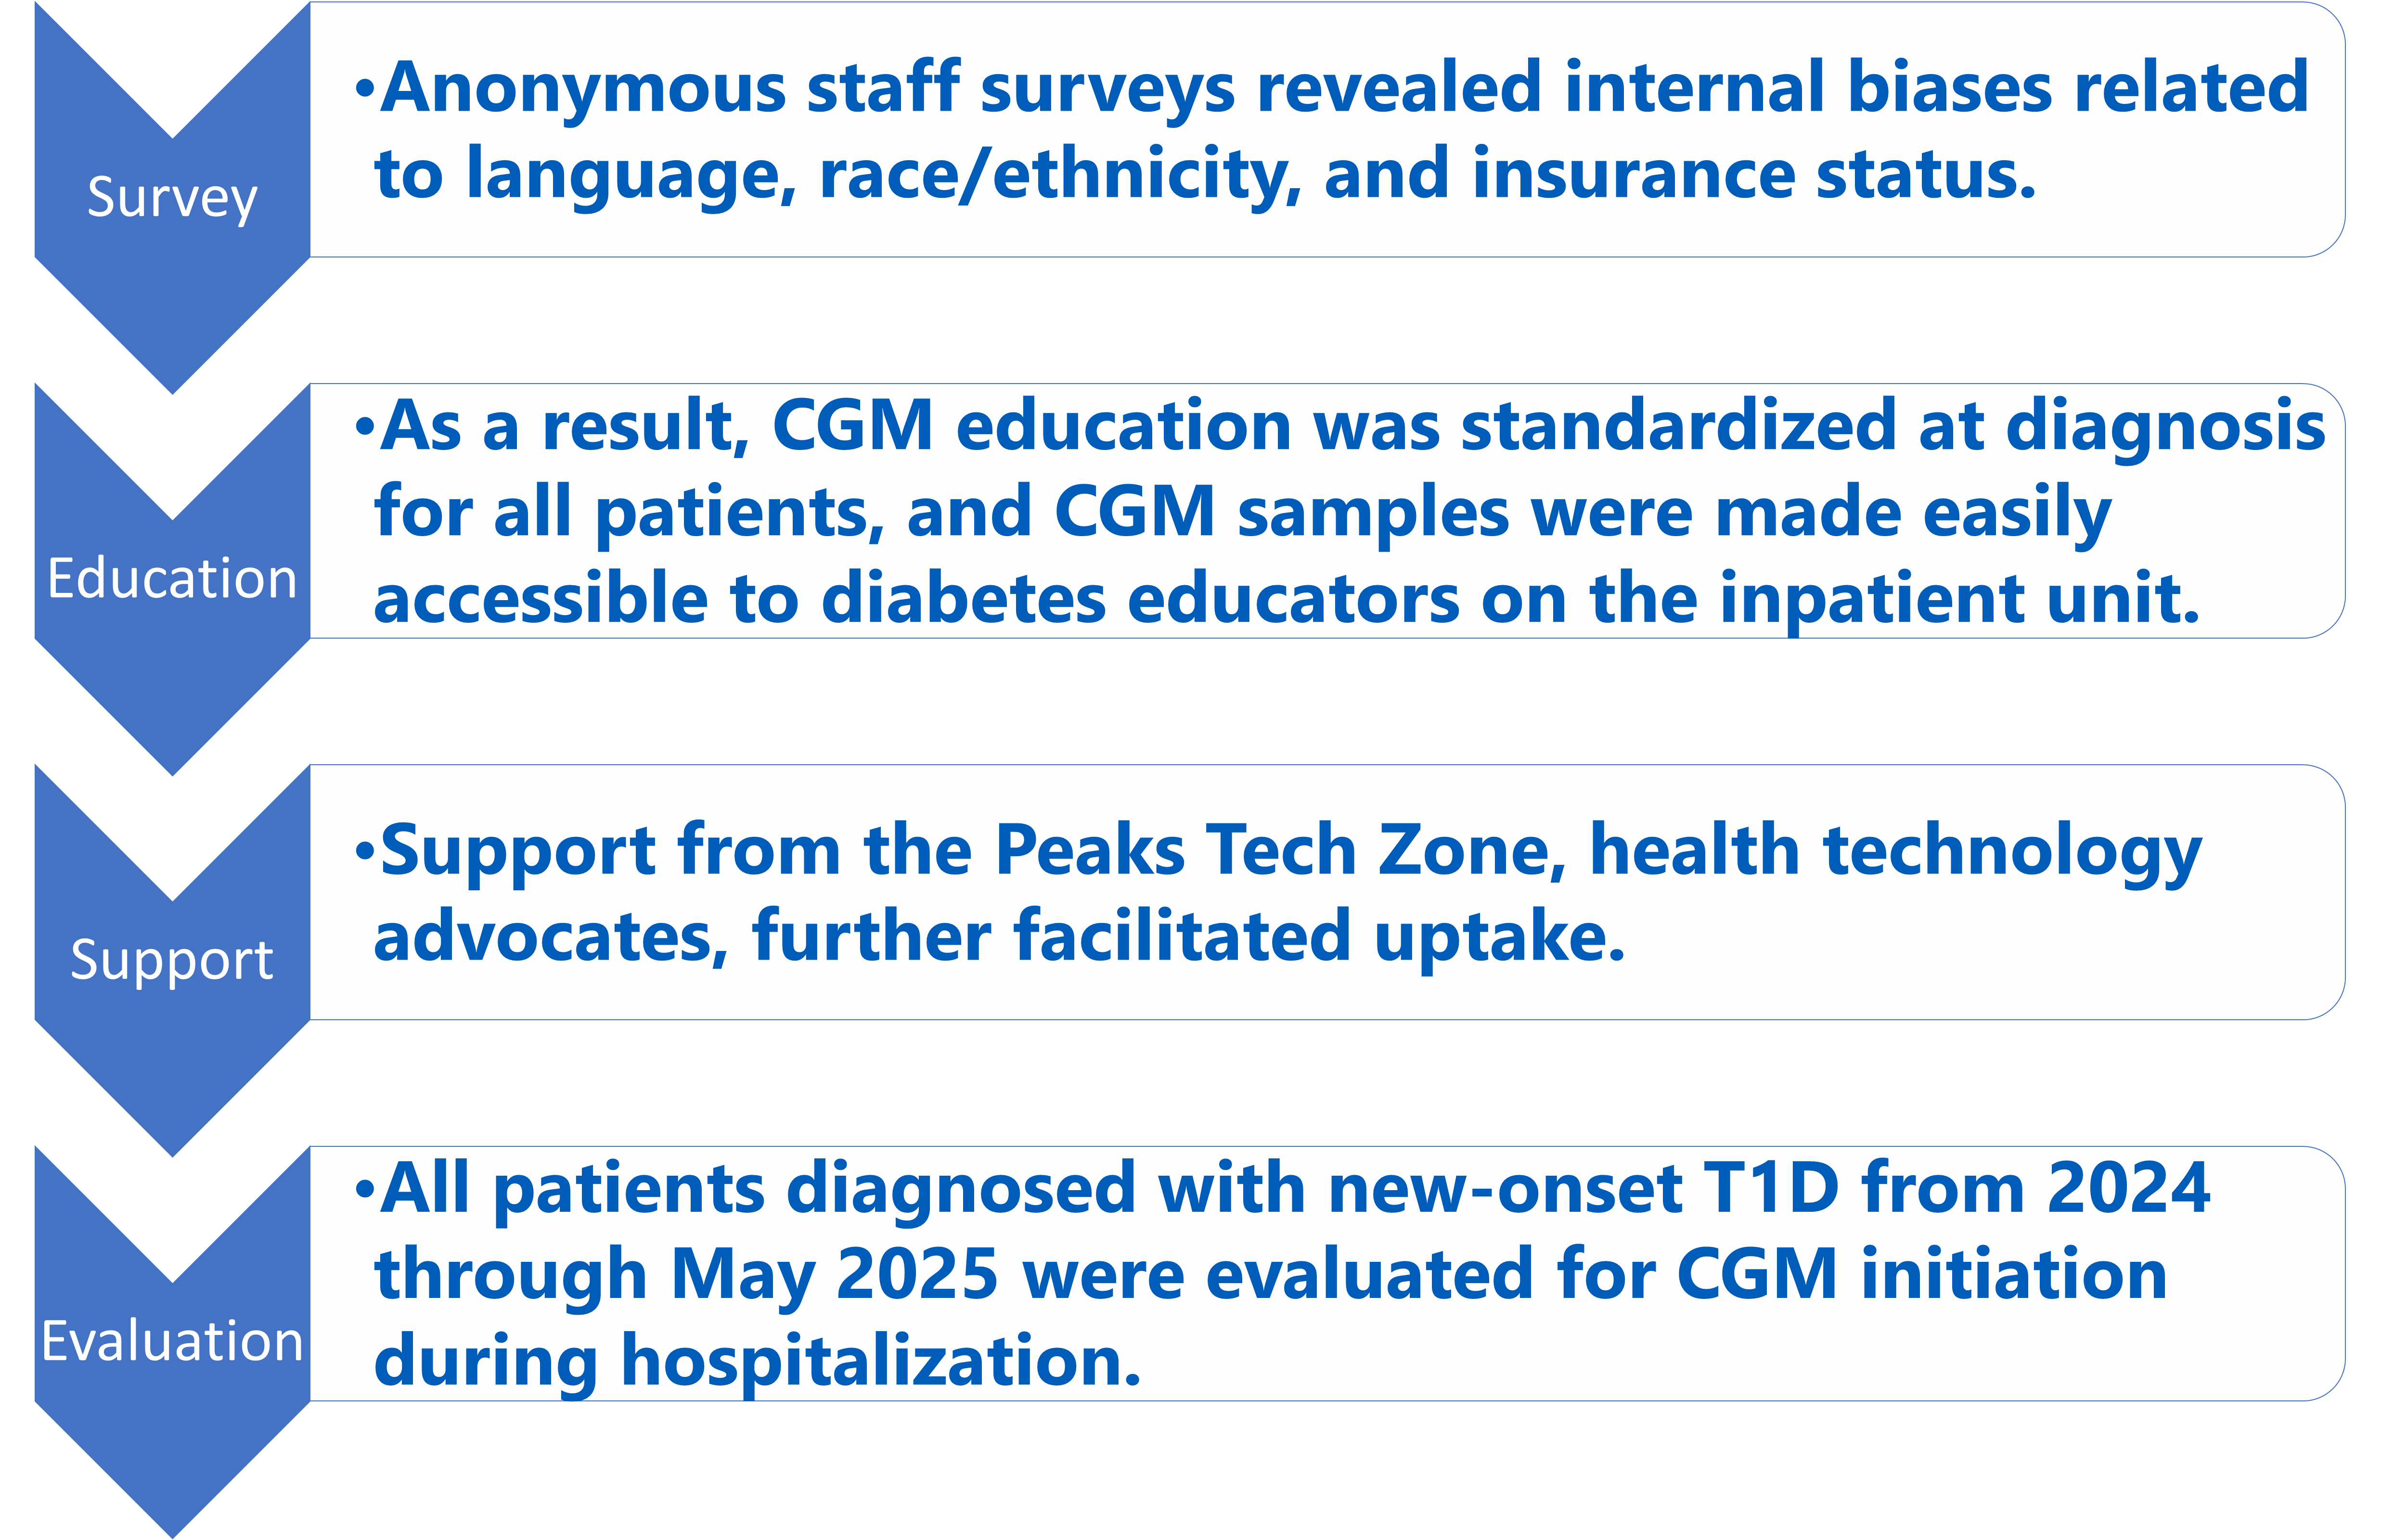 Survey
•Anonymous staff surveys revealed internal biases related
to language, race/ethnicity, and insurance status.
Education
•As a result, CGM education was standardized at diagnosis
for all patients, and CGM samples were made easily
accessible to diabetes educators on the inpatient unit.
Support
•Support from the Peaks Tech Zone, health technology
advocates, further facilitated uptake.
Evaluation
•All patients diagnosed with new-onset T1D from 2024
through May 2025 were evaluated for CGM initiation
during hospitalization.